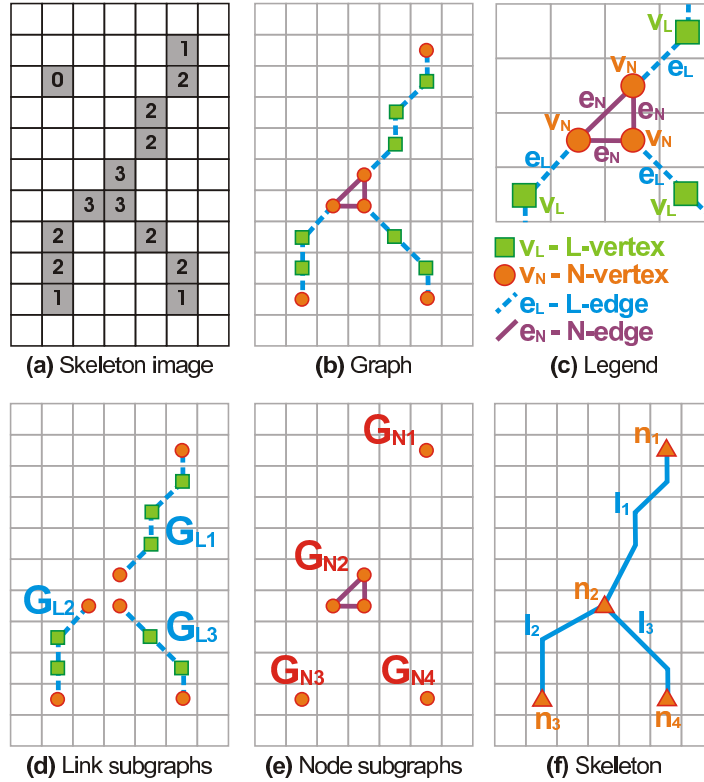 1
0 2
2
2
3
3 3
2 2
2 2
1 1
(a) Skeleton image
(b) Graph
vL
eL
vN
eN
eN
vN
eN
vN
eL
eL
vL
vL
vL - L-vertex
vN - N-vertex
eL - L-edge
eN - N-edge
(c) Legend
GL1
GL2
GL3
(d) Link subgraphs
GN1
GN2
GN3
GN4
(e) Node subgraphs
n1
l1
n2
l2
l3
n3
n4
(f) Skeleton